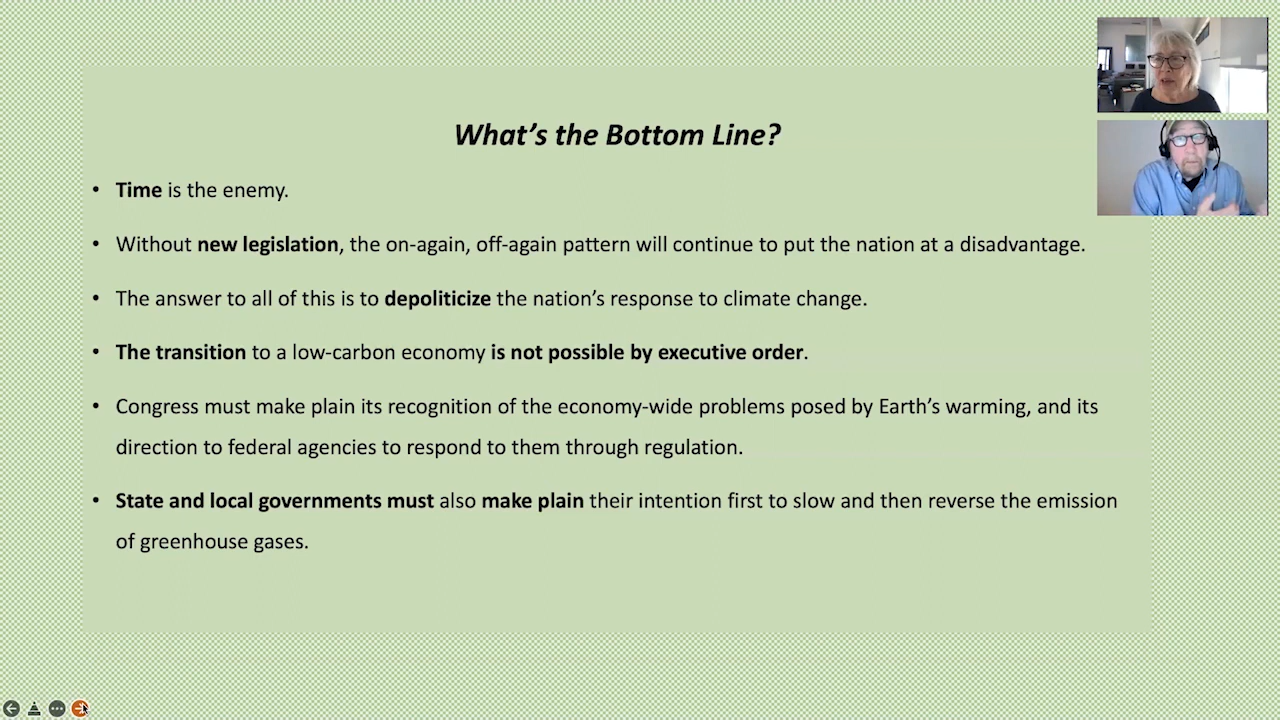 What’s the Bottom Line?
• Time is the enemy.
• Without new legislation, the on-again, off-again pattern will continue to put the nation at a disadvantage.
• The answer to all of this is to depoliticize the nation’s response to climate change.
• The transition to a low-carbon economy is not possible by executive order.
• Congress must make plain its recognition of the economy-wide problems posed by Earth’s warming, and its
direction to federal agencies to respond to them through regulation.
• State and local governments must also make plain their intention first to slow and then reverse the emission
of greenhouse gases.